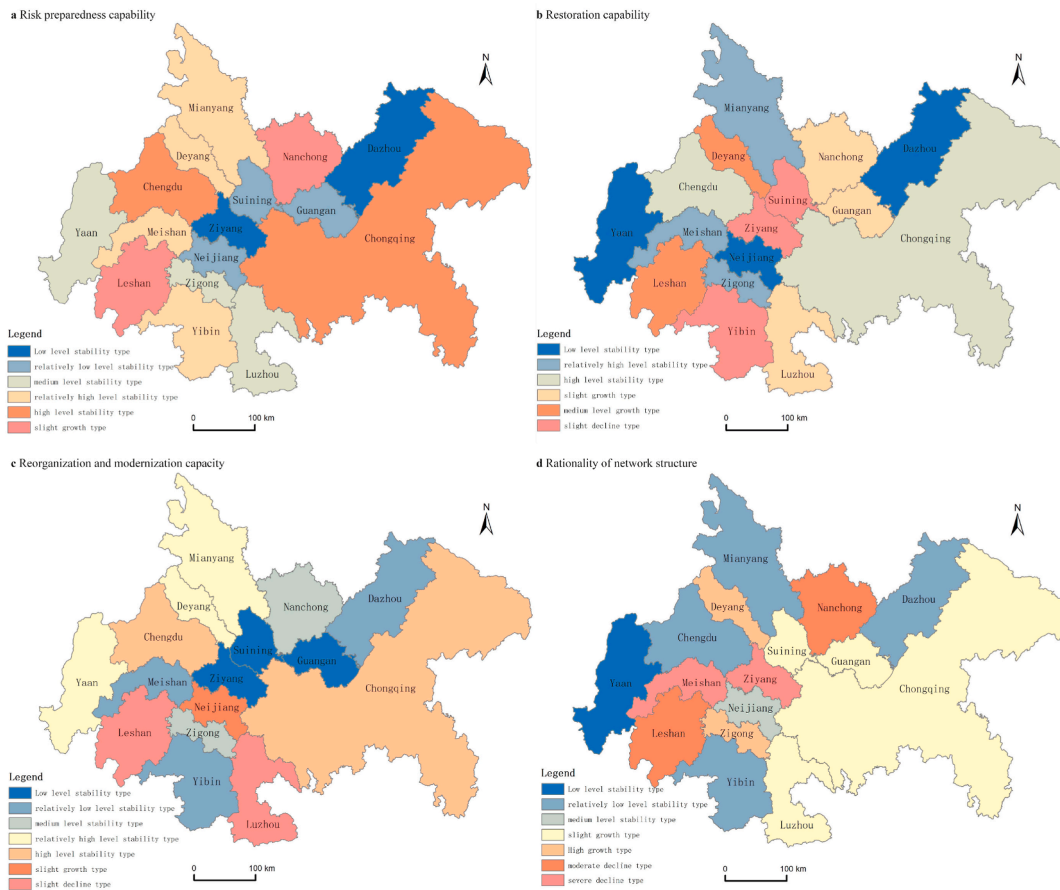 a Risk preparedness capability
N
Mianyang
Deyang
Nanchong
Dazhou
Chengdu
Suining
Guangan
Yaan
Meishan
Ziyang
Chongqing
Neijiang
Leshan
Zigong
Yibin
Luzhou
Legend
Low level stability type
relatively low level stability type
medium level stability type
relatively high level stability type
high level stability type
slight growth type
0 100 km
b Restoration capability
N
Mianyang
Deyang
Nanchong
Dazhou
Chengdu
Suining
Guangan
Yaan
Meishan
Ziyang
Chongqing
Neijiang
Leshan
Zigong
Yibin
Luzhou
Legend
Low level stability type
relatively high level stability type
high level stability type
slight growth type
medium level growth type
slight decline type
0 100 km
c Reorganization and modernization capacity
N
Mianyang
Deyang
Nanchong
Dazhou
Chengdu
Suining
Guangan
Yaan
Meishan
Ziyang
Chongqing
Neijiang
Leshan
Zigong
Yibin
Luzhou
Legend
Low level stability type
relatively low level stability type
medium level stability type
relatively high level stability type
high level stability type
slight growth type
slight decline type
0 100 km
d Rationality of network structure
N
Mianyang
Deyang
Nanchong
Dazhou
Chengdu
Suining
Guangan
Yaan
Meishan
Ziyang
Chongqing
Neijiang
Leshan
Zigong
Yibin
Luzhou
Legend
Low level stability type
relatively low level stability type
medium level stability type
slight growth type
High growth type
moderate decline type
severe decline type
0 100 km